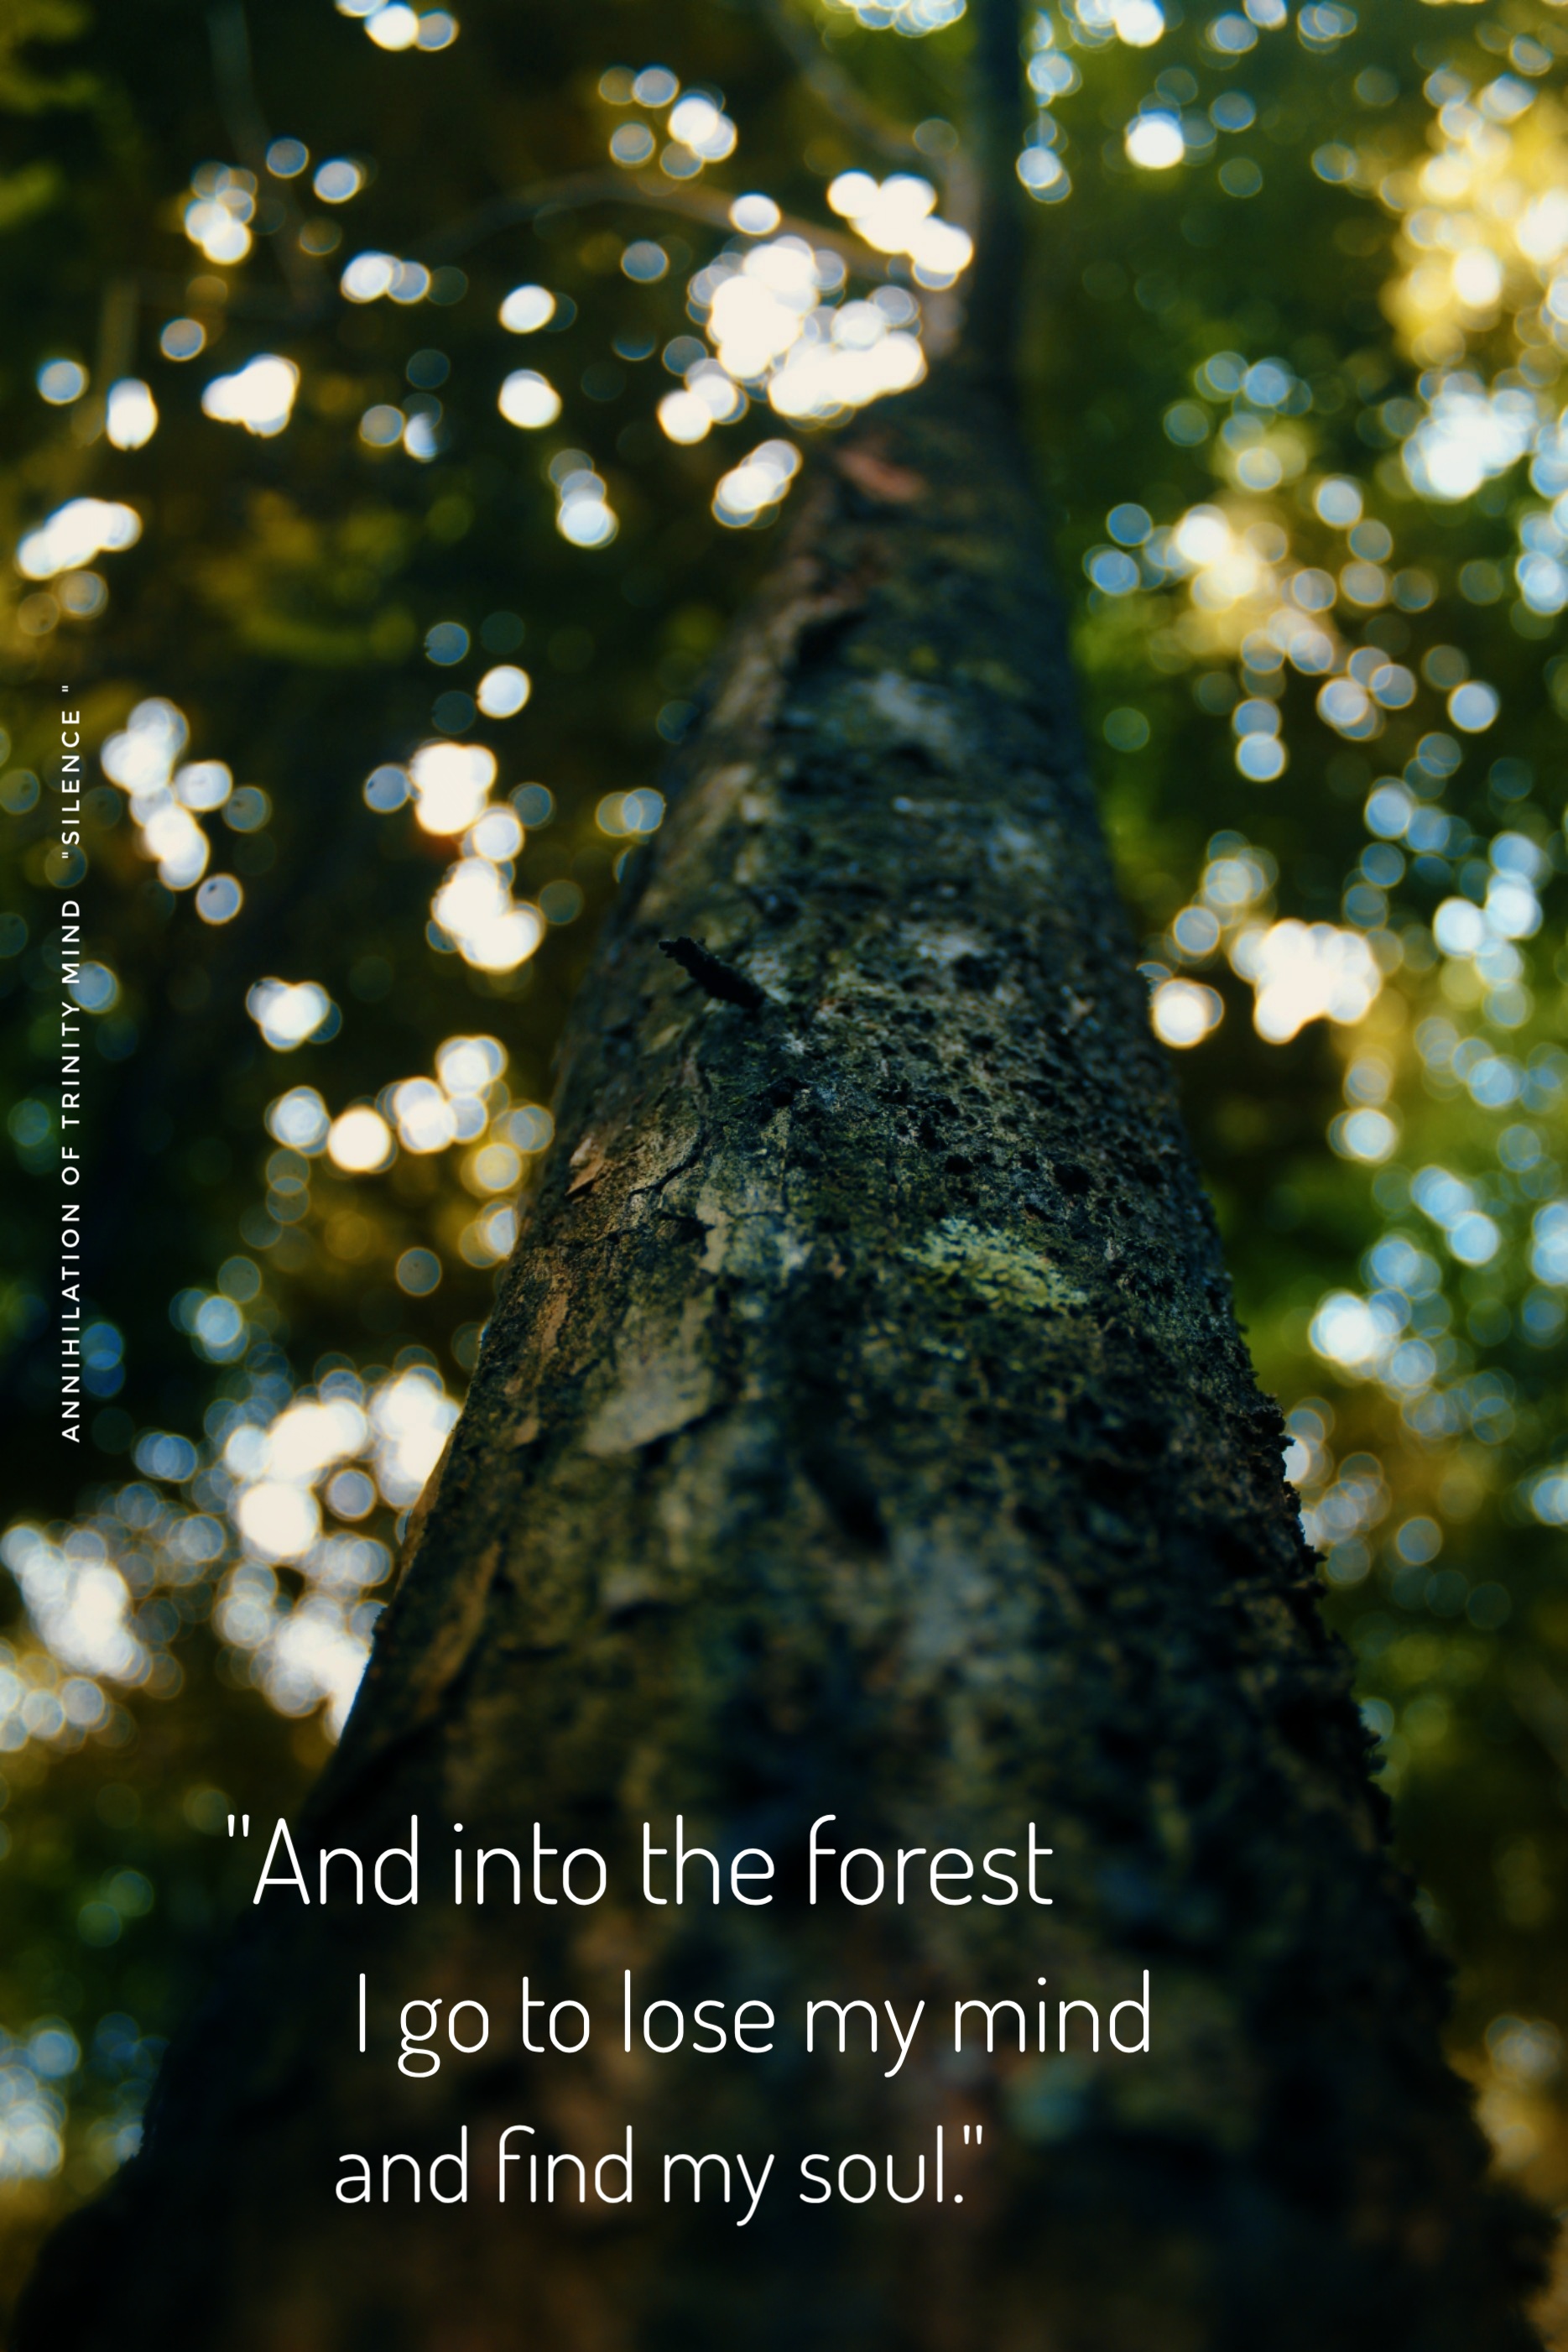 ANNIHILATION OF TRINITY MIND "SILENCE "
"And into the forest
I go to lose my mind
and find my soul."